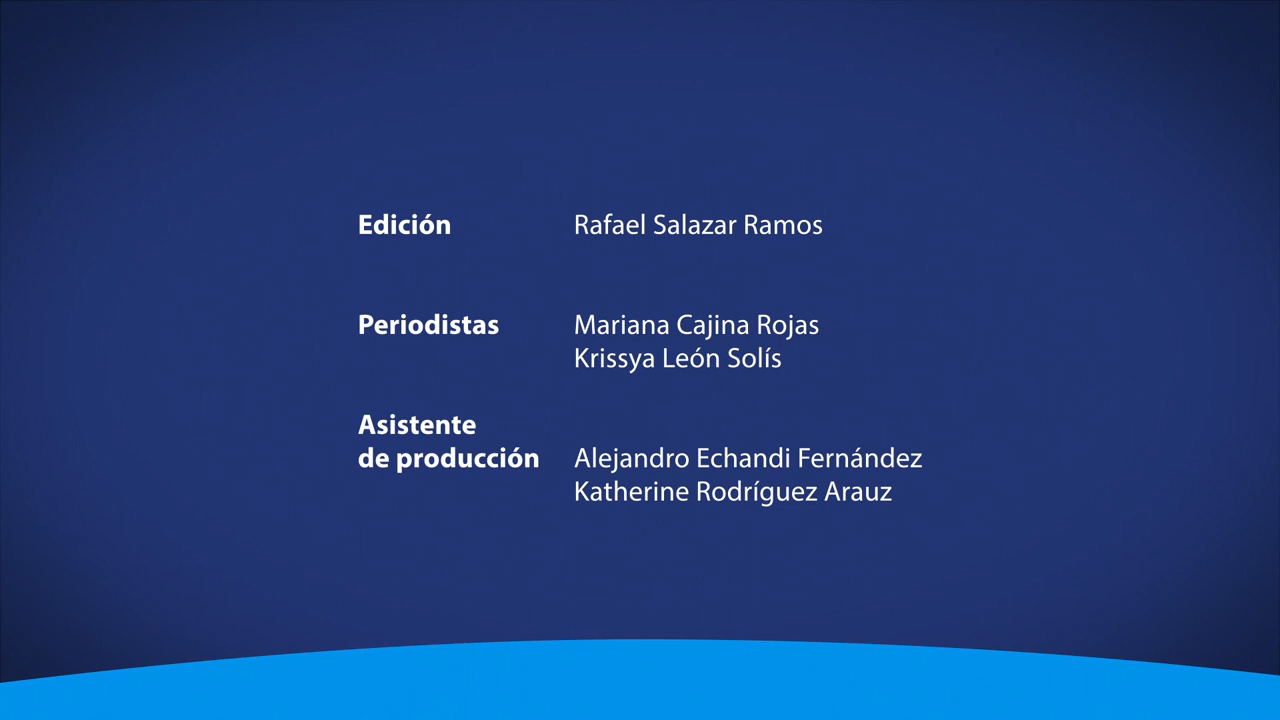 Edición Rafael Salazar Ramos
Periodistas Mariana Cajina Rojas
Krissya León Solís
Asistente
de producción Alejandro Echandi Fernández
Katherine Rodríguez Arauz